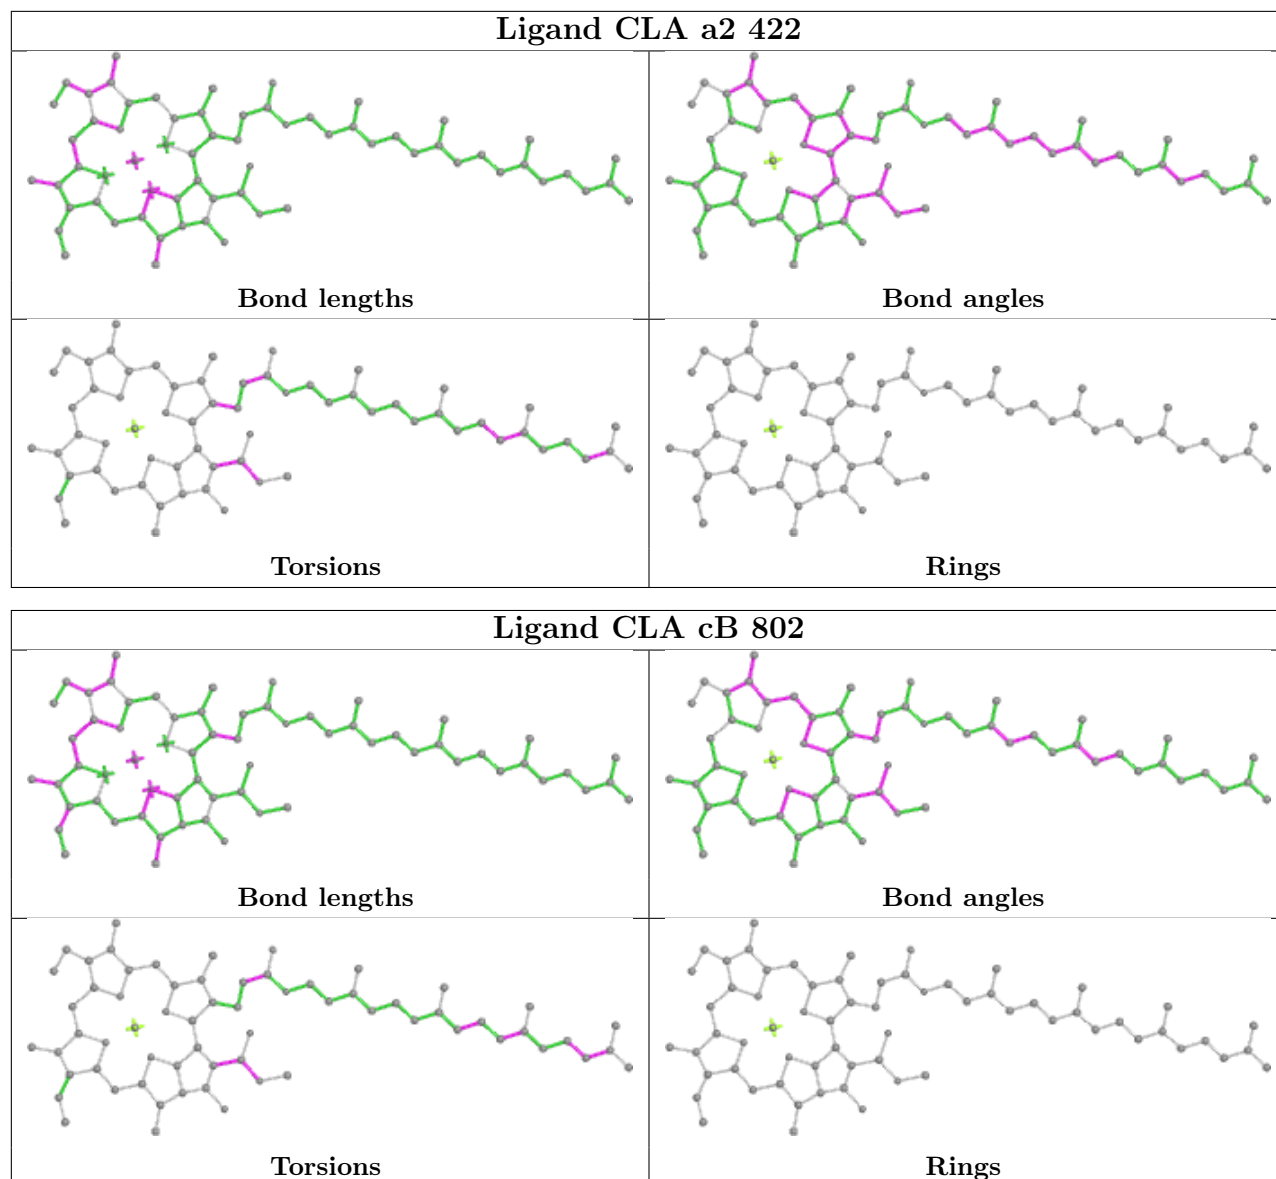 Ligand CLA a2 422
Bond lengths
Bond angles
Torsions
Rings
Ligand CLA cB 802
Bond lengths
Bond angles
Torsions
Rings